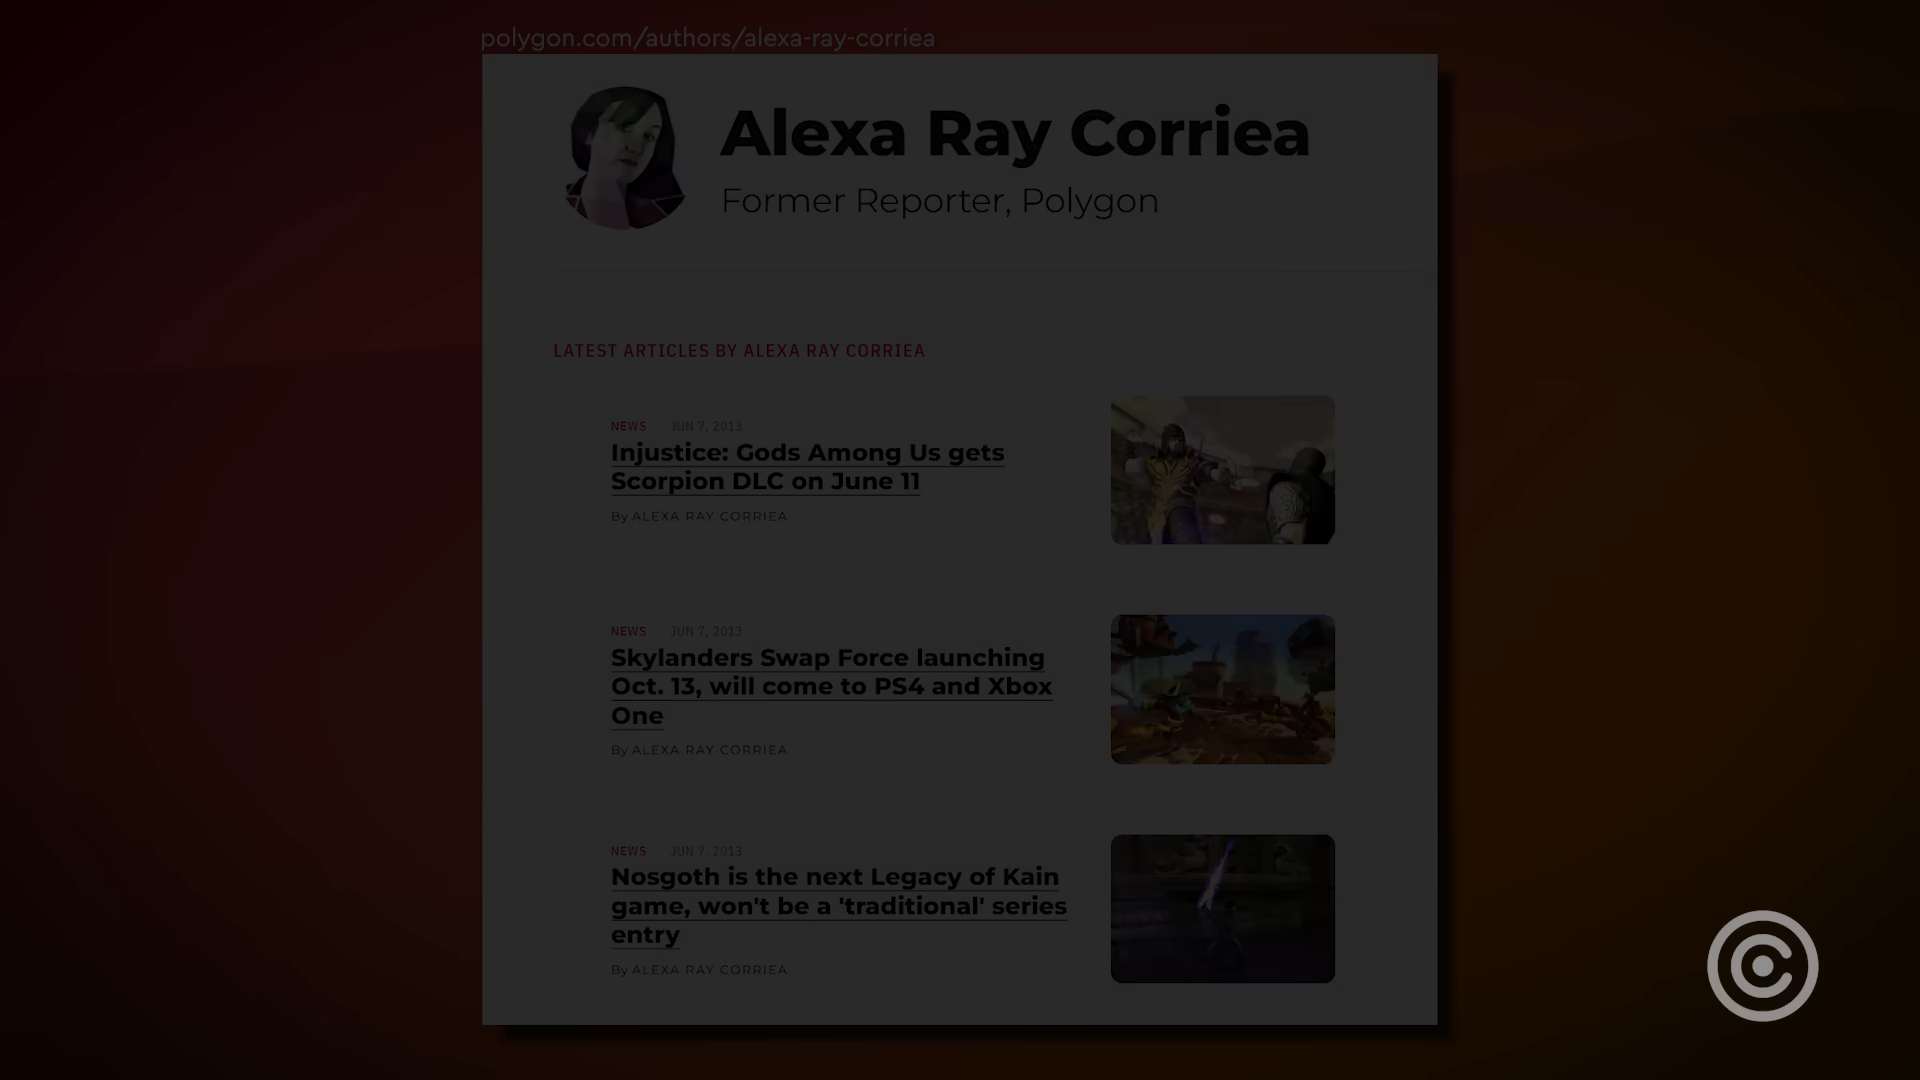 polygon.com/authors/alexa-ray-corriea
Alexa Ray Corriea
Former Reporter, Polygon
LATEST ARTICLES BY ALEXA RAY CORRIEA
NEWS JUN 7, 2013
Injustice: Gods Among Us gets
Scorpion DLC on June 11
By ALEXA RAY CORRIEA
NEWS JUN 7, 2013
Skylanders Swap Force launching
Oct. 13, will come to PS4 and Xbox
One
By ALEXA RAY CORRIEA
NEWS JUN 7, 2013
Nosgoth is the next Legacy of Kain
game, won't be a 'traditional' series
entry
By ALEXA RAY CORRIEA